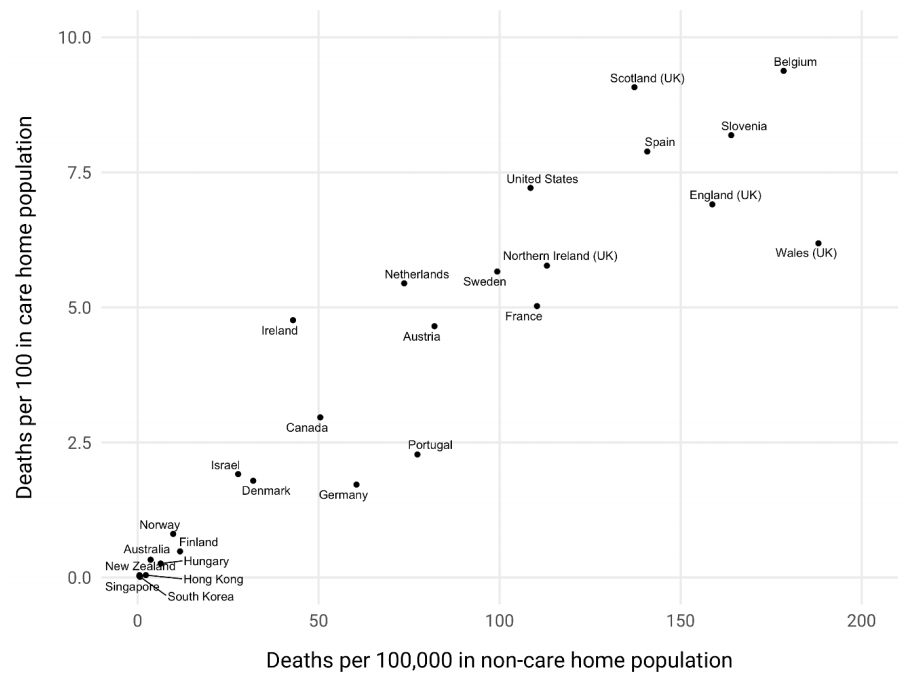 10.0
7.5
5.0
2.5
0.0
Deaths per 100 in care home population
Belgium
Scotland (UK)
Slovenia
Spain
United States
England (UK)
Wales (UK)
Northern Ireland (UK)
Netherlands
Sweden
France
Ireland
Austria
Canada
Portugal
Israel
Denmark
Germany
Norway
Finland
Australia
Hungary
New Zealand
Hong Kong
Singapore
South Korea
0
50
100
150
200
Deaths per 100,000 in non-care home population